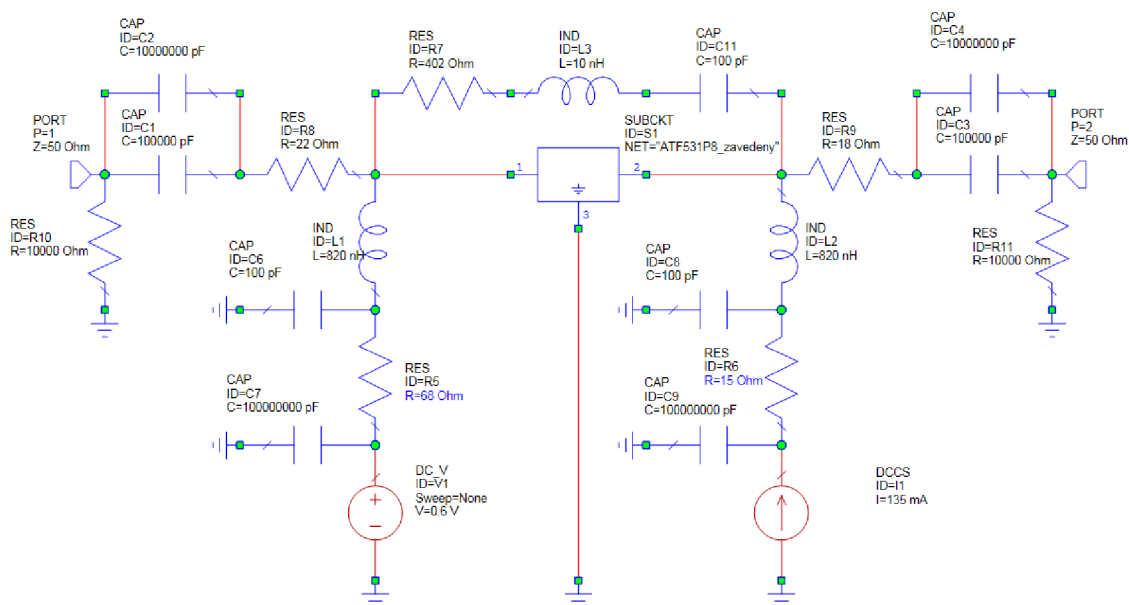 CAP
ID=C2
C=10000000 pF
RES
ID=R7
R=402 Ohm
IND
ID=L3
L=10 nH
CAP
ID=C11
C=100 pF
CAP
ID=C4
C=10000000 pF
PORT
P=1
Z=50 Ohm
CAP
ID=C1
C=100000 pF
RES
ID=R8
R=22 Ohm
SUBCKT
ID=S1
NET="ATF531P8_zavedeny"
RES
ID=R9
R=18 Ohm
CAP
ID=C3
C=100000 pF
PORT
P=2
Z=50 Ohm
1
2
3
RES
ID=R10
R=10000 Ohm
IND
ID=L1
L=820 nH
CAP
ID=C6
C=100 pF
CAP
ID=C8
C=100 pF
IND
ID=L2
L=820 nH
RES
ID=R11
R=10000 Ohm
RES
ID=R5
R=68 Ohm
CAP
ID=C7
C=100000000 pF
RES
ID=R6
R=15 Ohm
CAP
ID=C9
C=100000000 pF
DC_V
ID=V1
Sweep=None
V=0.6 V
DCCS
ID=I1
I=135 mA